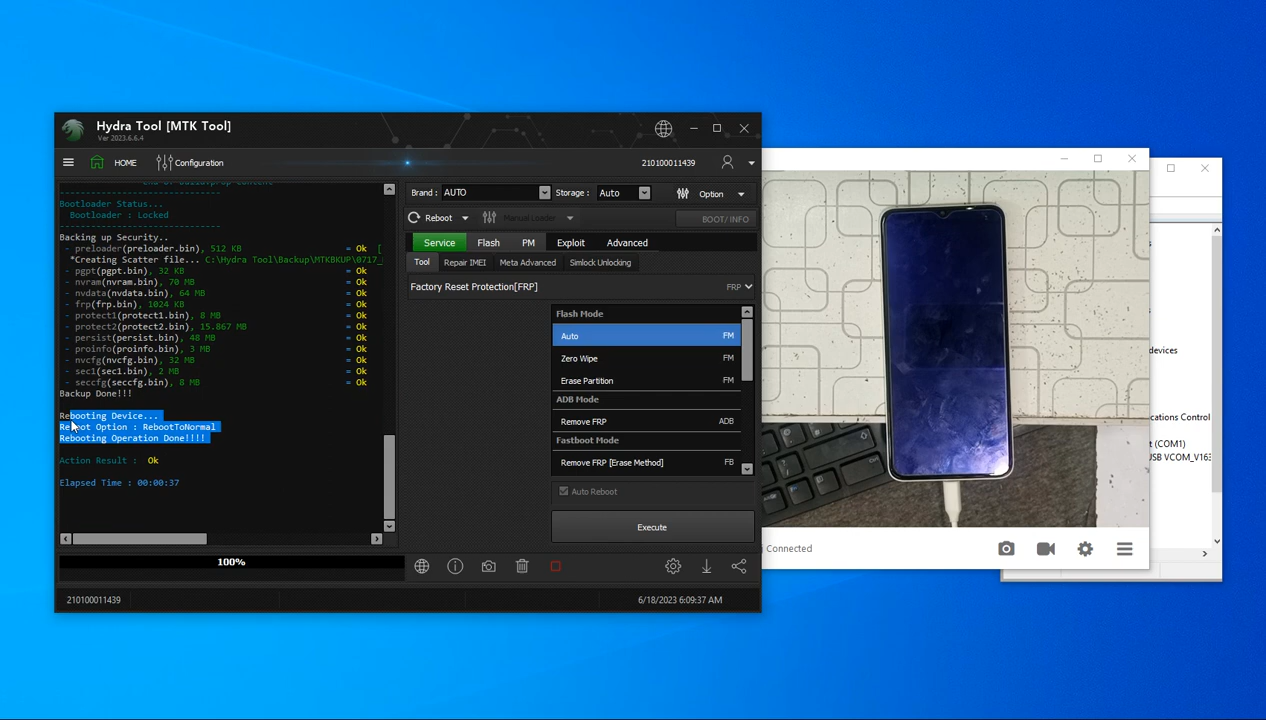 Hydra Tool [MTK Tool]
Ver 2023.6.6.4
HOME
Configuration
210100011439
Brand : AUTO
Storage : Auto
Option
Reboot
Manual Loader
BOOT/ INFO
Service Flash PM Exploit Advanced
Tool Repair IMEI Meta Advanced Simlock Unlocking
Factory Reset Protection[FRP] FRP
Flash Mode
Auto FM
Zero Wipe FM
Erase Partition FM
ADB Mode
Remove FRP ADB
Fastboot Mode
Remove FRP [Erase Method] FB
Auto Reboot
Execute
-----------------------------
Bootloader Status...
Bootloader : Locked
-----------------------------
Backing up Security..
- preloader(preloader.bin), 512 KB = Ok [
*Creating Scatter file... C:\Hydra Tool\Backup\MTKBKUP\0717_
- pgpt(pgpt.bin), 32 KB = Ok
- nvram(nvram.bin), 70 MB = Ok
- nvdata(nvdata.bin), 64 MB = Ok
- frp(frp.bin), 1024 KB = Ok
- protect1(protect1.bin), 8 MB = Ok
- protect2(protect2.bin), 15.867 MB = Ok
- persist(persist.bin), 48 MB = Ok
- proinfo(proinfo.bin), 3 MB = Ok
- nvcfg(nvcfg.bin), 32 MB = Ok
- sec1(sec1.bin), 2 MB = Ok
- seccfg(seccfg.bin), 8 MB = Ok
Backup Done!!!
Rebooting Device...
Reboot Option : RebootToNormal
Rebooting Operation Done!!!!
Action Result : Ok
Elapsed Time : 00:00:37
100%
210100011439
6/18/2023 6:09:37 AM
Connected
devices
cations Control
(COM1)